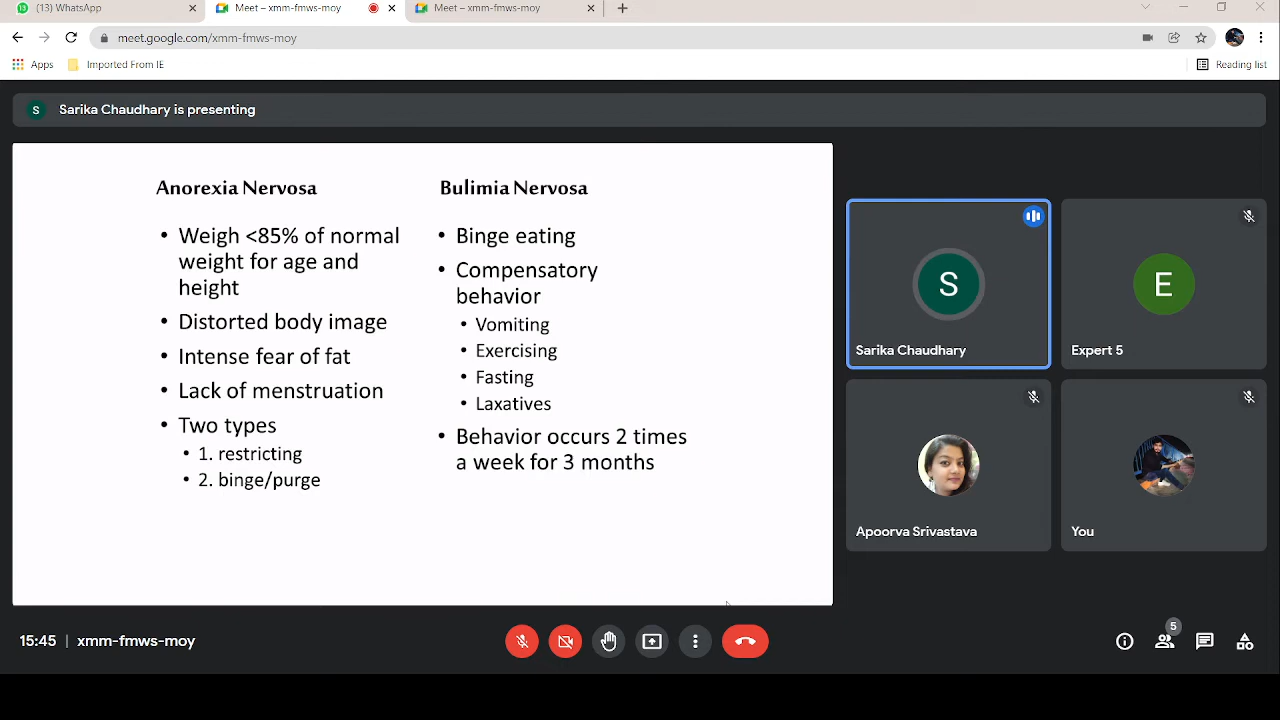 (13) WhatsApp
Meet – xmm-fmws-moy
Meet – xmm-fmws-moy
meet.google.com/xmm-fmws-moy
Apps
Imported From IE
Reading list
S
Sarika Chaudhary is presenting
Anorexia Nervosa
• Weigh <85% of normal
weight for age and
height
• Distorted body image
• Intense fear of fat
• Lack of menstruation
• Two types
• 1. restricting
• 2. binge/purge
Bulimia Nervosa
• Binge eating
• Compensatory
behavior
• Vomiting
• Exercising
• Fasting
• Laxatives
• Behavior occurs 2 times
a week for 3 months
S
Sarika Chaudhary
E
Expert 5
Apoorva Srivastava
You
15:45 | xmm-fmws-moy
5